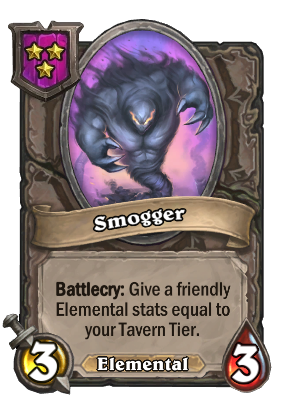 Smogger
Battlecry: Give a friendly
Elemental stats equal to
your Tavern Tier.
3
Elemental
3